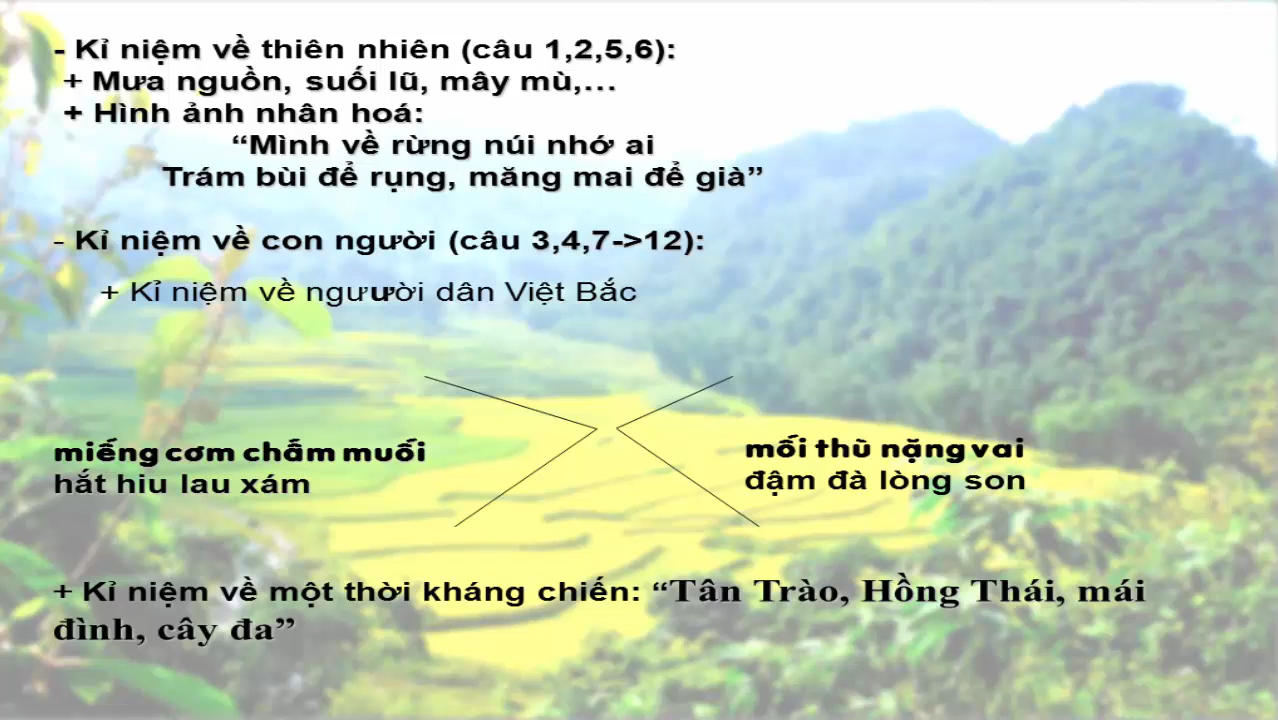 - Kỉ niệm về thiên nhiên (câu 1,2,5,6):
+ Mưa nguồn, suối lũ, mây mù,...
+ Hình ảnh nhân hoá:
“Mình về rừng núi nhớ ai
Trám bùi để rụng, măng mai để già”
- Kỉ niệm về con người (câu 3,4,7->12):
+ Kỉ niệm về ngưười dân Việt Bắc
miếng cơm chấm muối
hắt hiu lau xám
mối thù nặng vai
đậm đà lòng son
+ Kỉ niệm về một thời kháng chiến: “Tân Trào, Hồng Thái, mái
đình, cây đa”